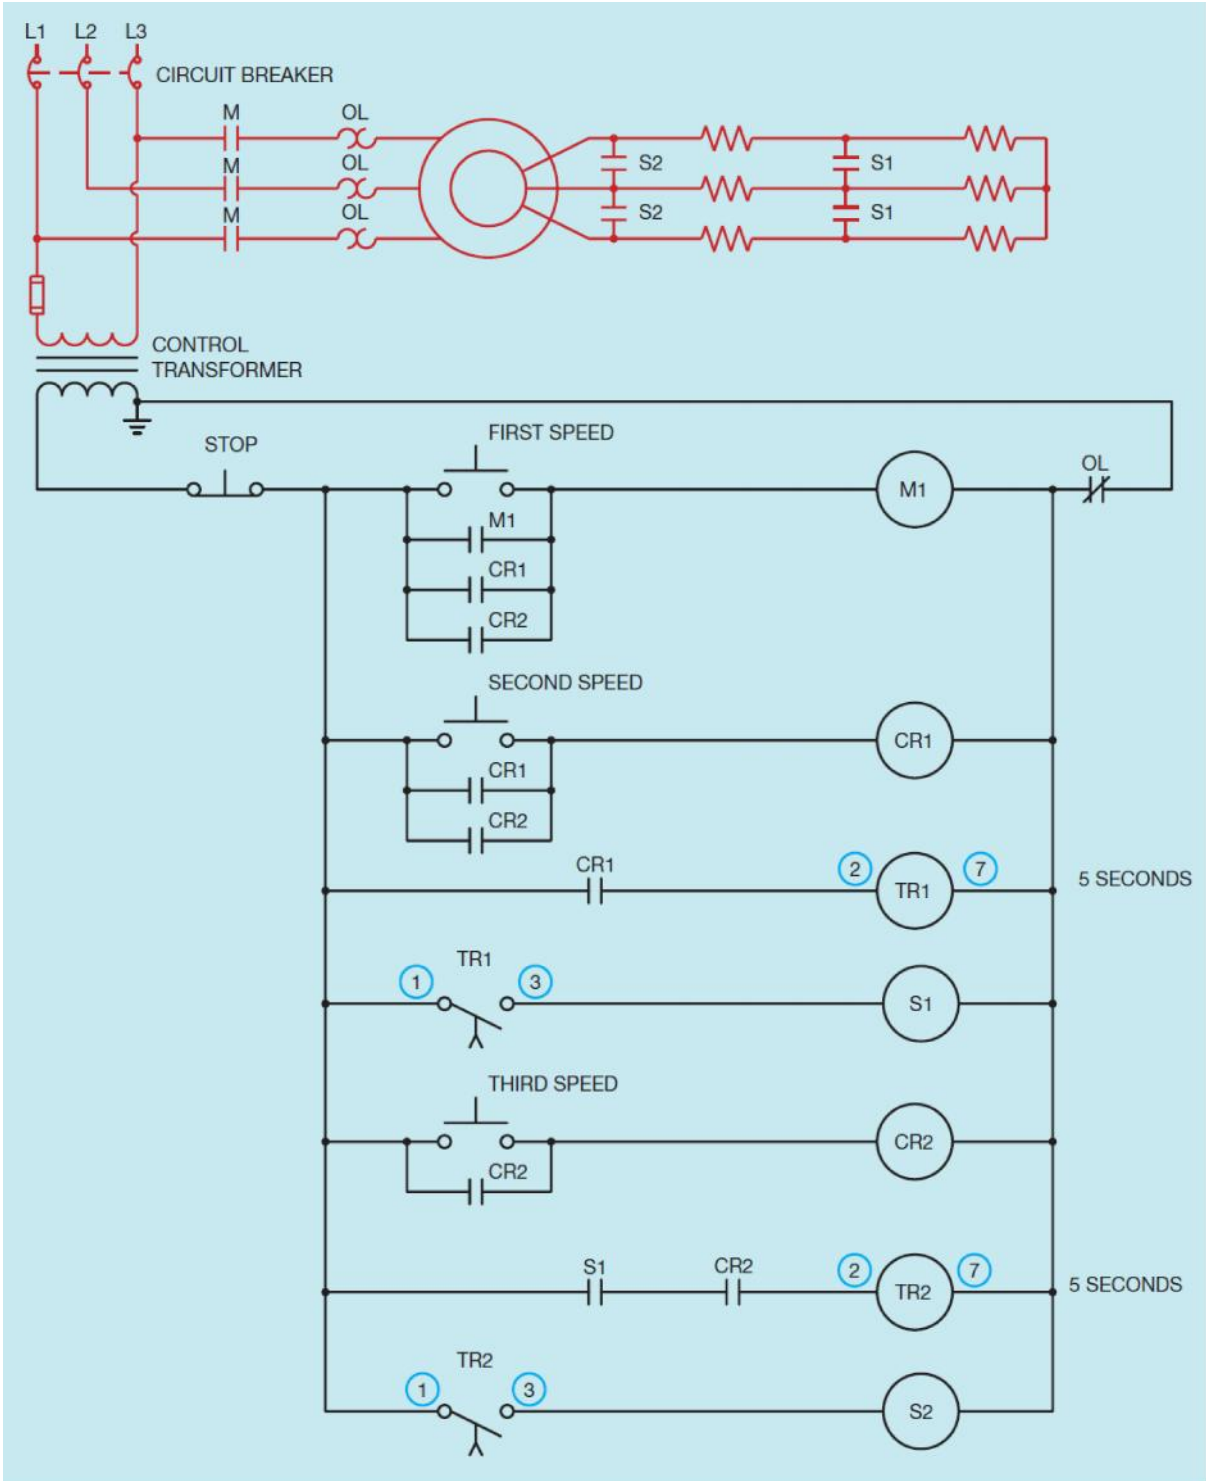 L1 L2 L3
CIRCUIT BREAKER
M OL
S2 S1
M OL
M OL
S2 S1
CONTROL
TRANSFORMER
FIRST SPEED
STOP
OL
M1
M1
CR1
CR2
SECOND SPEED
CR1
CR1
CR2
CR1
2 7
TR1
5 SECONDS
TR1
1 3
S1
THIRD SPEED
CR2
CR2
S1 CR2
2 7
TR2
5 SECONDS
TR2
1 3
S2